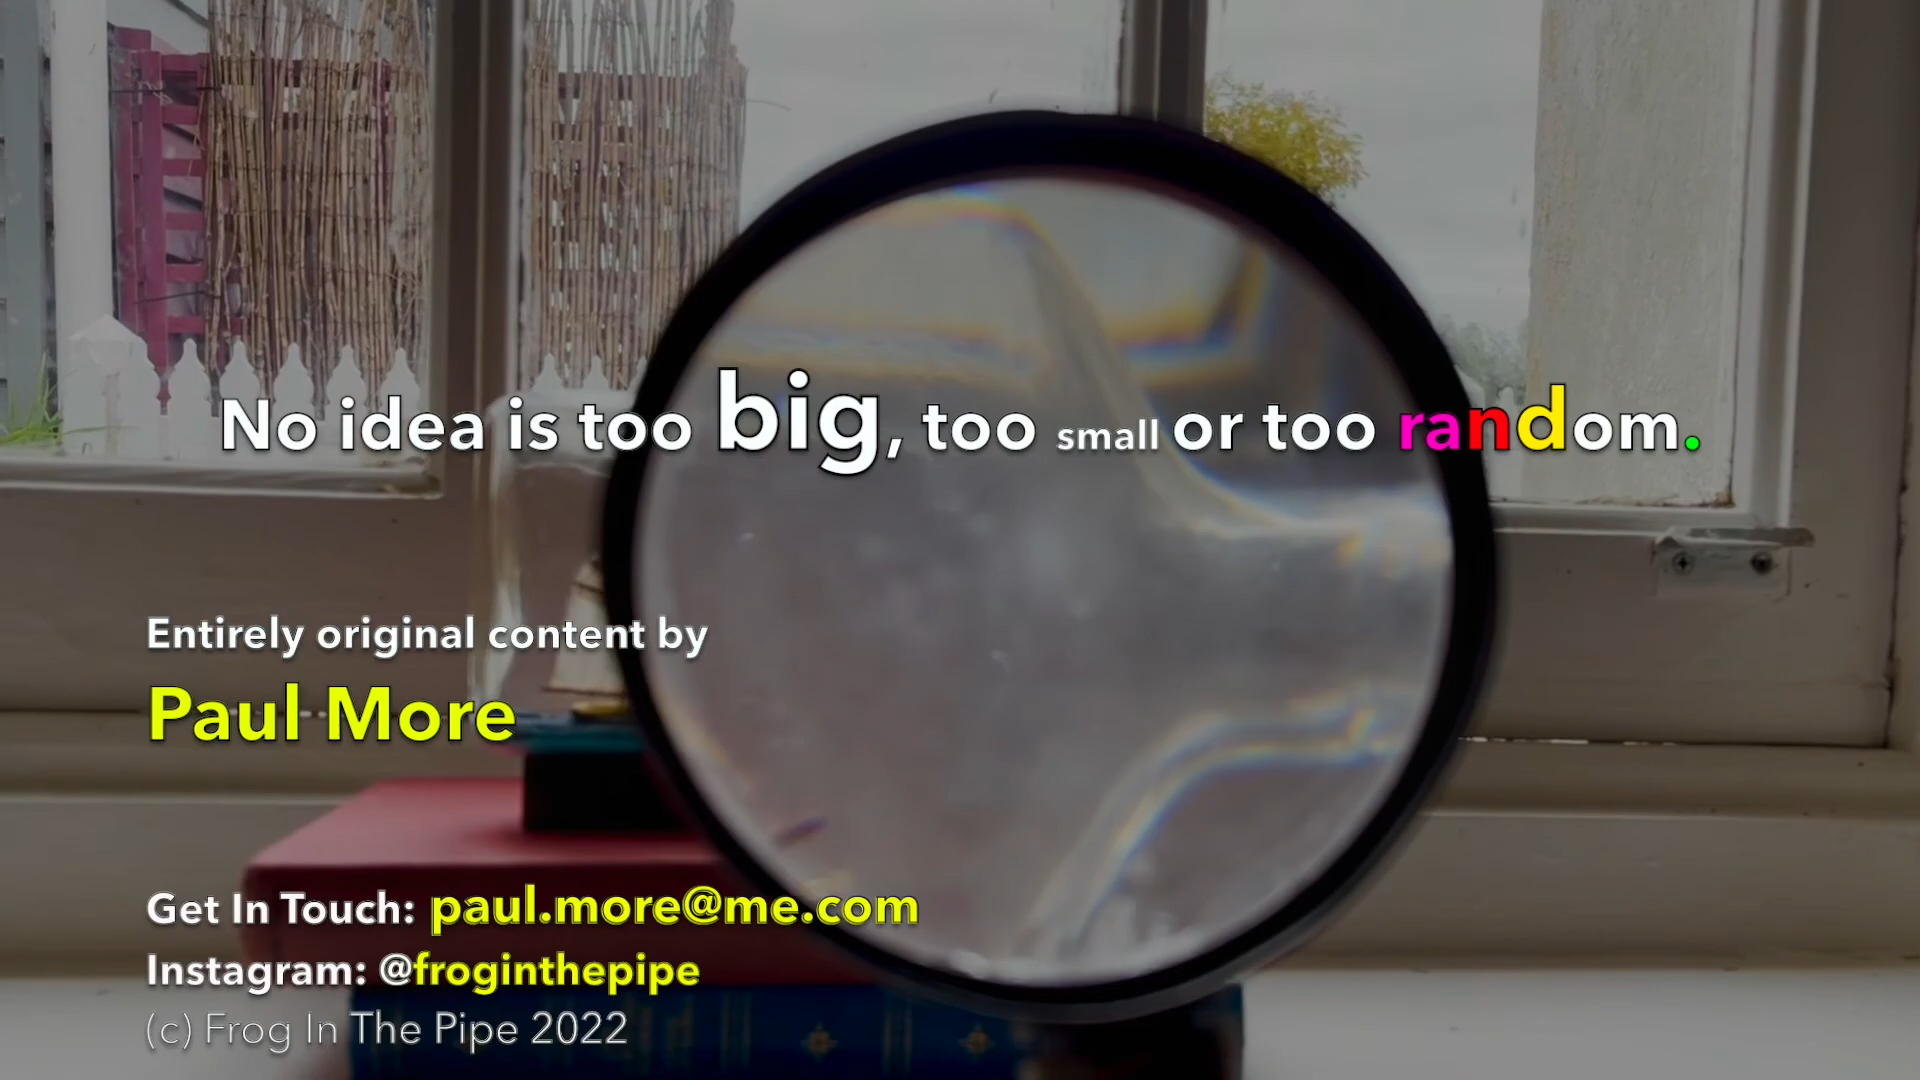 No idea is too big, too small or too random.
Entirely original content by
Paul More
Get In Touch: paul.more@me.com
Instagram: @froginthepipe
(c) Frog In The Pipe 2022